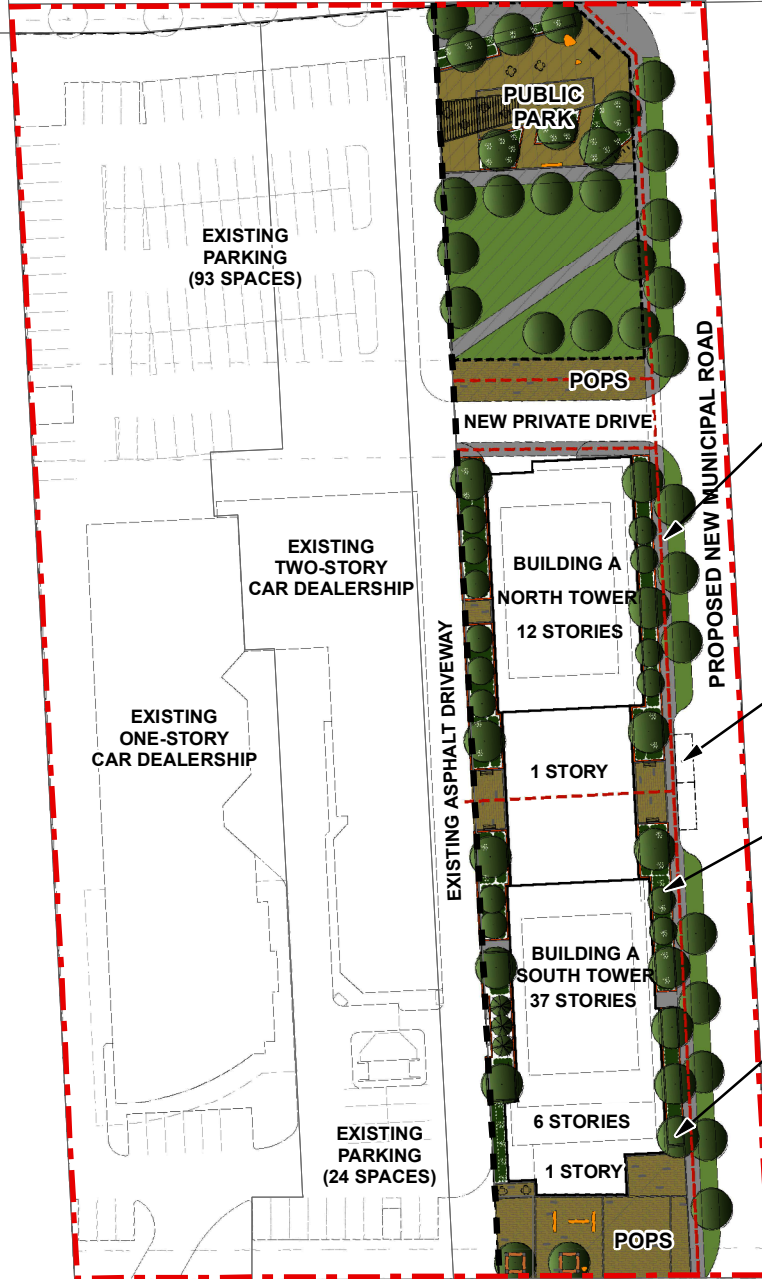 PUBLIC
PARK
EXISTING
PARKING
(93 SPACES)
PROPOSED NEW MUNICIPAL ROAD
POPS
NEW PRIVATE DRIVE
EXISTING
TWO-STORY
CAR DEALERSHIP
BUILDING A
NORTH TOWER
12 STORIES
EXISTING ASPHALT DRIVEWAY
EXISTING
ONE-STORY
CAR DEALERSHIP
1 STORY
BUILDING A
SOUTH TOWER
37 STORIES
6 STORIES
EXISTING
PARKING
(24 SPACES)
1 STORY
POPS